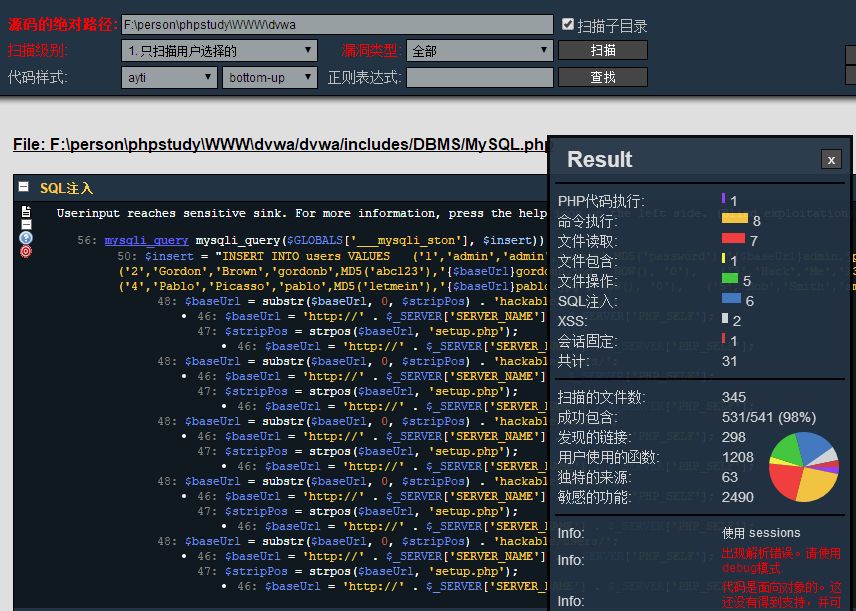 源码的绝对路径: F:\person\phpstudy\WWW\dvwa 扫描子目录
扫描级别: 1. 只扫描用户选择的 漏洞类型: 全部 扫描
代码样式: ayti bottom-up 正则表达式: 查找
File: F:\person\phpstudy\WWW\dvwa/dvwa/includes/DBMS/MySQL.php
SQL注入
Userinput reaches sensitive sink. For more information, press the help
56: mysqli_query mysqli_query($GLOBALS['___mysqli_ston'], $insert))
50: $insert = "INSERT INTO users VALUES ('1','admin','admin'
('2','Gordon','Brown','gordonb',MD5('abc123'),'{$baseUrl}gordo
('4','Pablo','Picasso','pablo',MD5('letmein'),'{$baseUrl}pablo
48: $baseUrl = substr($baseUrl, 0, $stripPos) . 'hackabl
46: $baseUrl = 'http://' . $_SERVER['SERVER_NAME']
47: $stripPos = strpos($baseUrl, 'setup.php');
46: $baseUrl = 'http://' . $_SERVER['SERVER_
48: $baseUrl = substr($baseUrl, 0, $stripPos) . 'hackabl
46: $baseUrl = 'http://' . $_SERVER['SERVER_NAME']
47: $stripPos = strpos($baseUrl, 'setup.php');
46: $baseUrl = 'http://' . $_SERVER['SERVER_
48: $baseUrl = substr($baseUrl, 0, $stripPos) . 'hackabl
46: $baseUrl = 'http://' . $_SERVER['SERVER_NAME']
47: $stripPos = strpos($baseUrl, 'setup.php');
46: $baseUrl = 'http://' . $_SERVER['SERVER_
48: $baseUrl = substr($baseUrl, 0, $stripPos) . 'hackabl
46: $baseUrl = 'http://' . $_SERVER['SERVER_NAME']
47: $stripPos = strpos($baseUrl, 'setup.php');
46: $baseUrl = 'http://' . $_SERVER['SERVER_
48: $baseUrl = substr($baseUrl, 0, $stripPos) . 'hackabl
46: $baseUrl = 'http://' . $_SERVER['SERVER_NAME']
47: $stripPos = strpos($baseUrl, 'setup.php');
46: $baseUrl = 'http://' . $_SERVER['SERVER_
Result x
PHP代码执行: 1
命令执行: 8
文件读取: 7
文件包含: 1
文件操作: 5
SQL注入: 6
XSS: 2
会话固定: 1
共计: 31
扫描的文件数: 345
成功包含: 531/541 (98%)
发现的链接: 298
用户使用的函数: 1208
独特的来源: 63
敏感的功能: 2490
Info: 使用 sessions
Info: 出现解析错误。请使用
debug模式
Info: 代码是面向对象的。这
还没有得到支持，并可